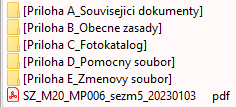 [Priloha A_Souvisejici dokumenty]
[Priloha B_Obecne zasady]
[Priloha C_Fotokatalog]
[Priloha D_Pomocny soubor]
[Priloha E_Zmenovy soubor]
SZ_M20_MP006_sezm5_20230103 pdf